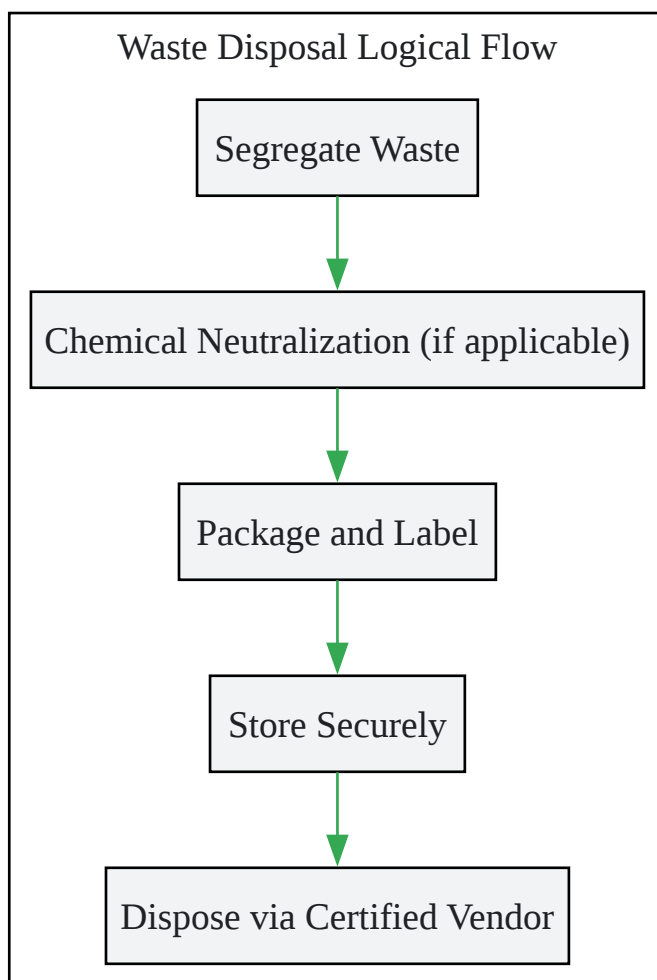 Waste Disposal Logical Flow
Segregate Waste
Chemical Neutralization (if applicable)
Package and Label
Store Securely
Dispose via Certified Vendor